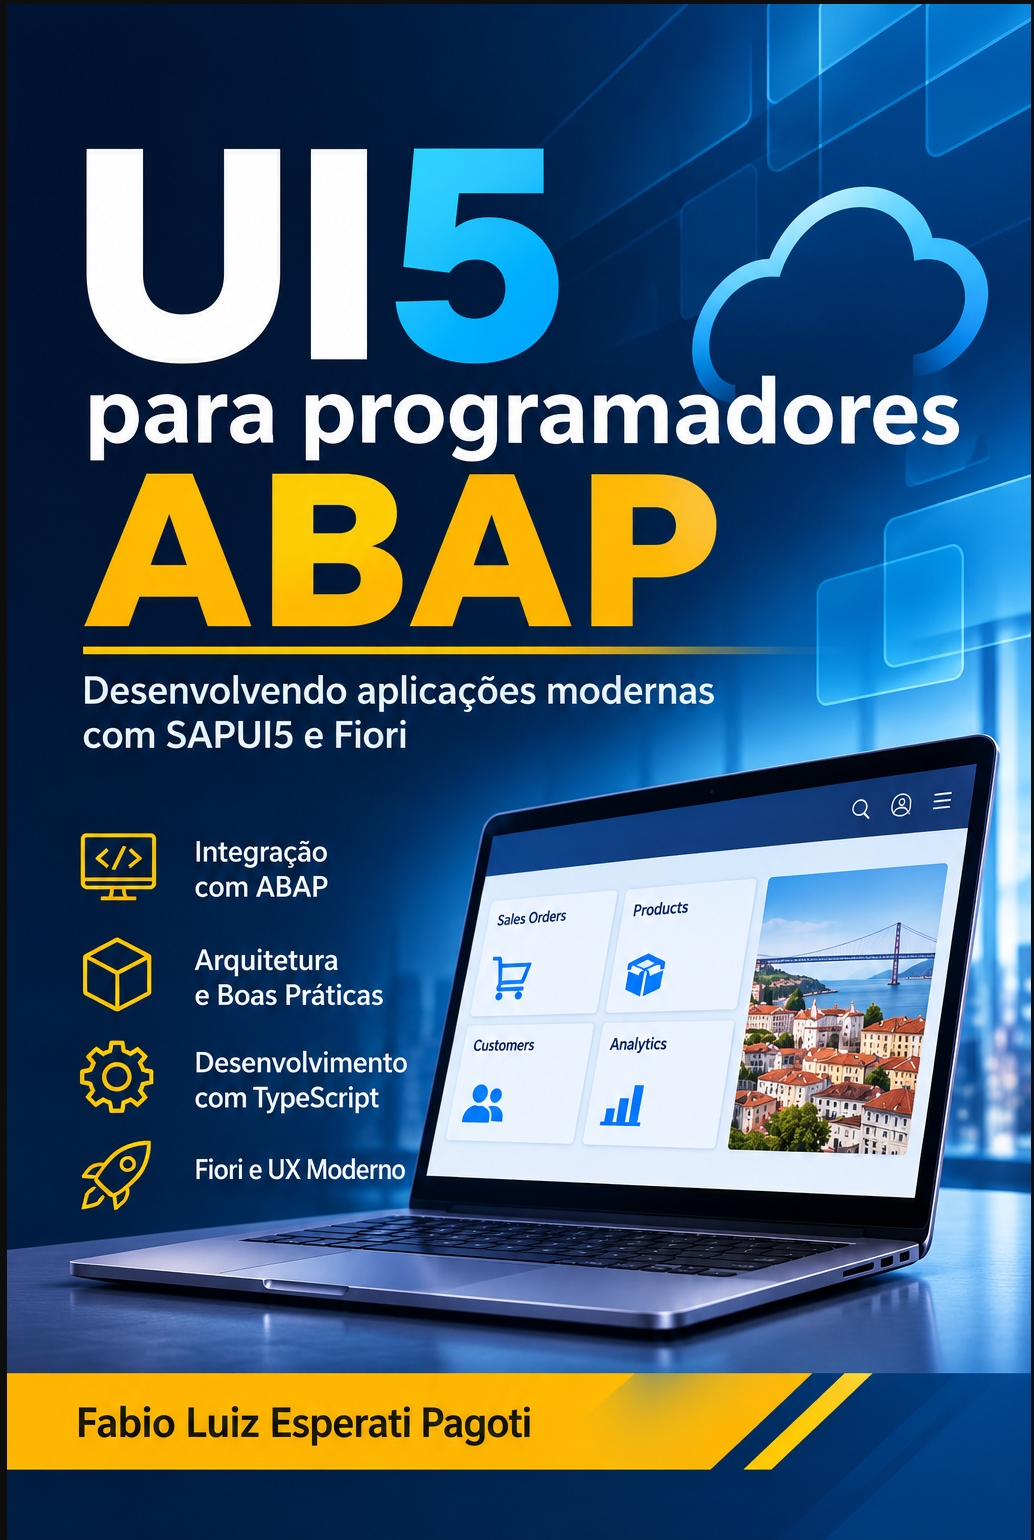 UI5
para programadores
ABAP
Desenvolvendo aplicações modernas
com SAPUI5 e Fiori
Integração
com ABAP
Arquitetura
e Boas Práticas
Desenvolvimento
com TypeScript
Fiori e UX Moderno
Sales Orders
Products
Customers
Analytics
Fabio Luiz Esperati Pagoti